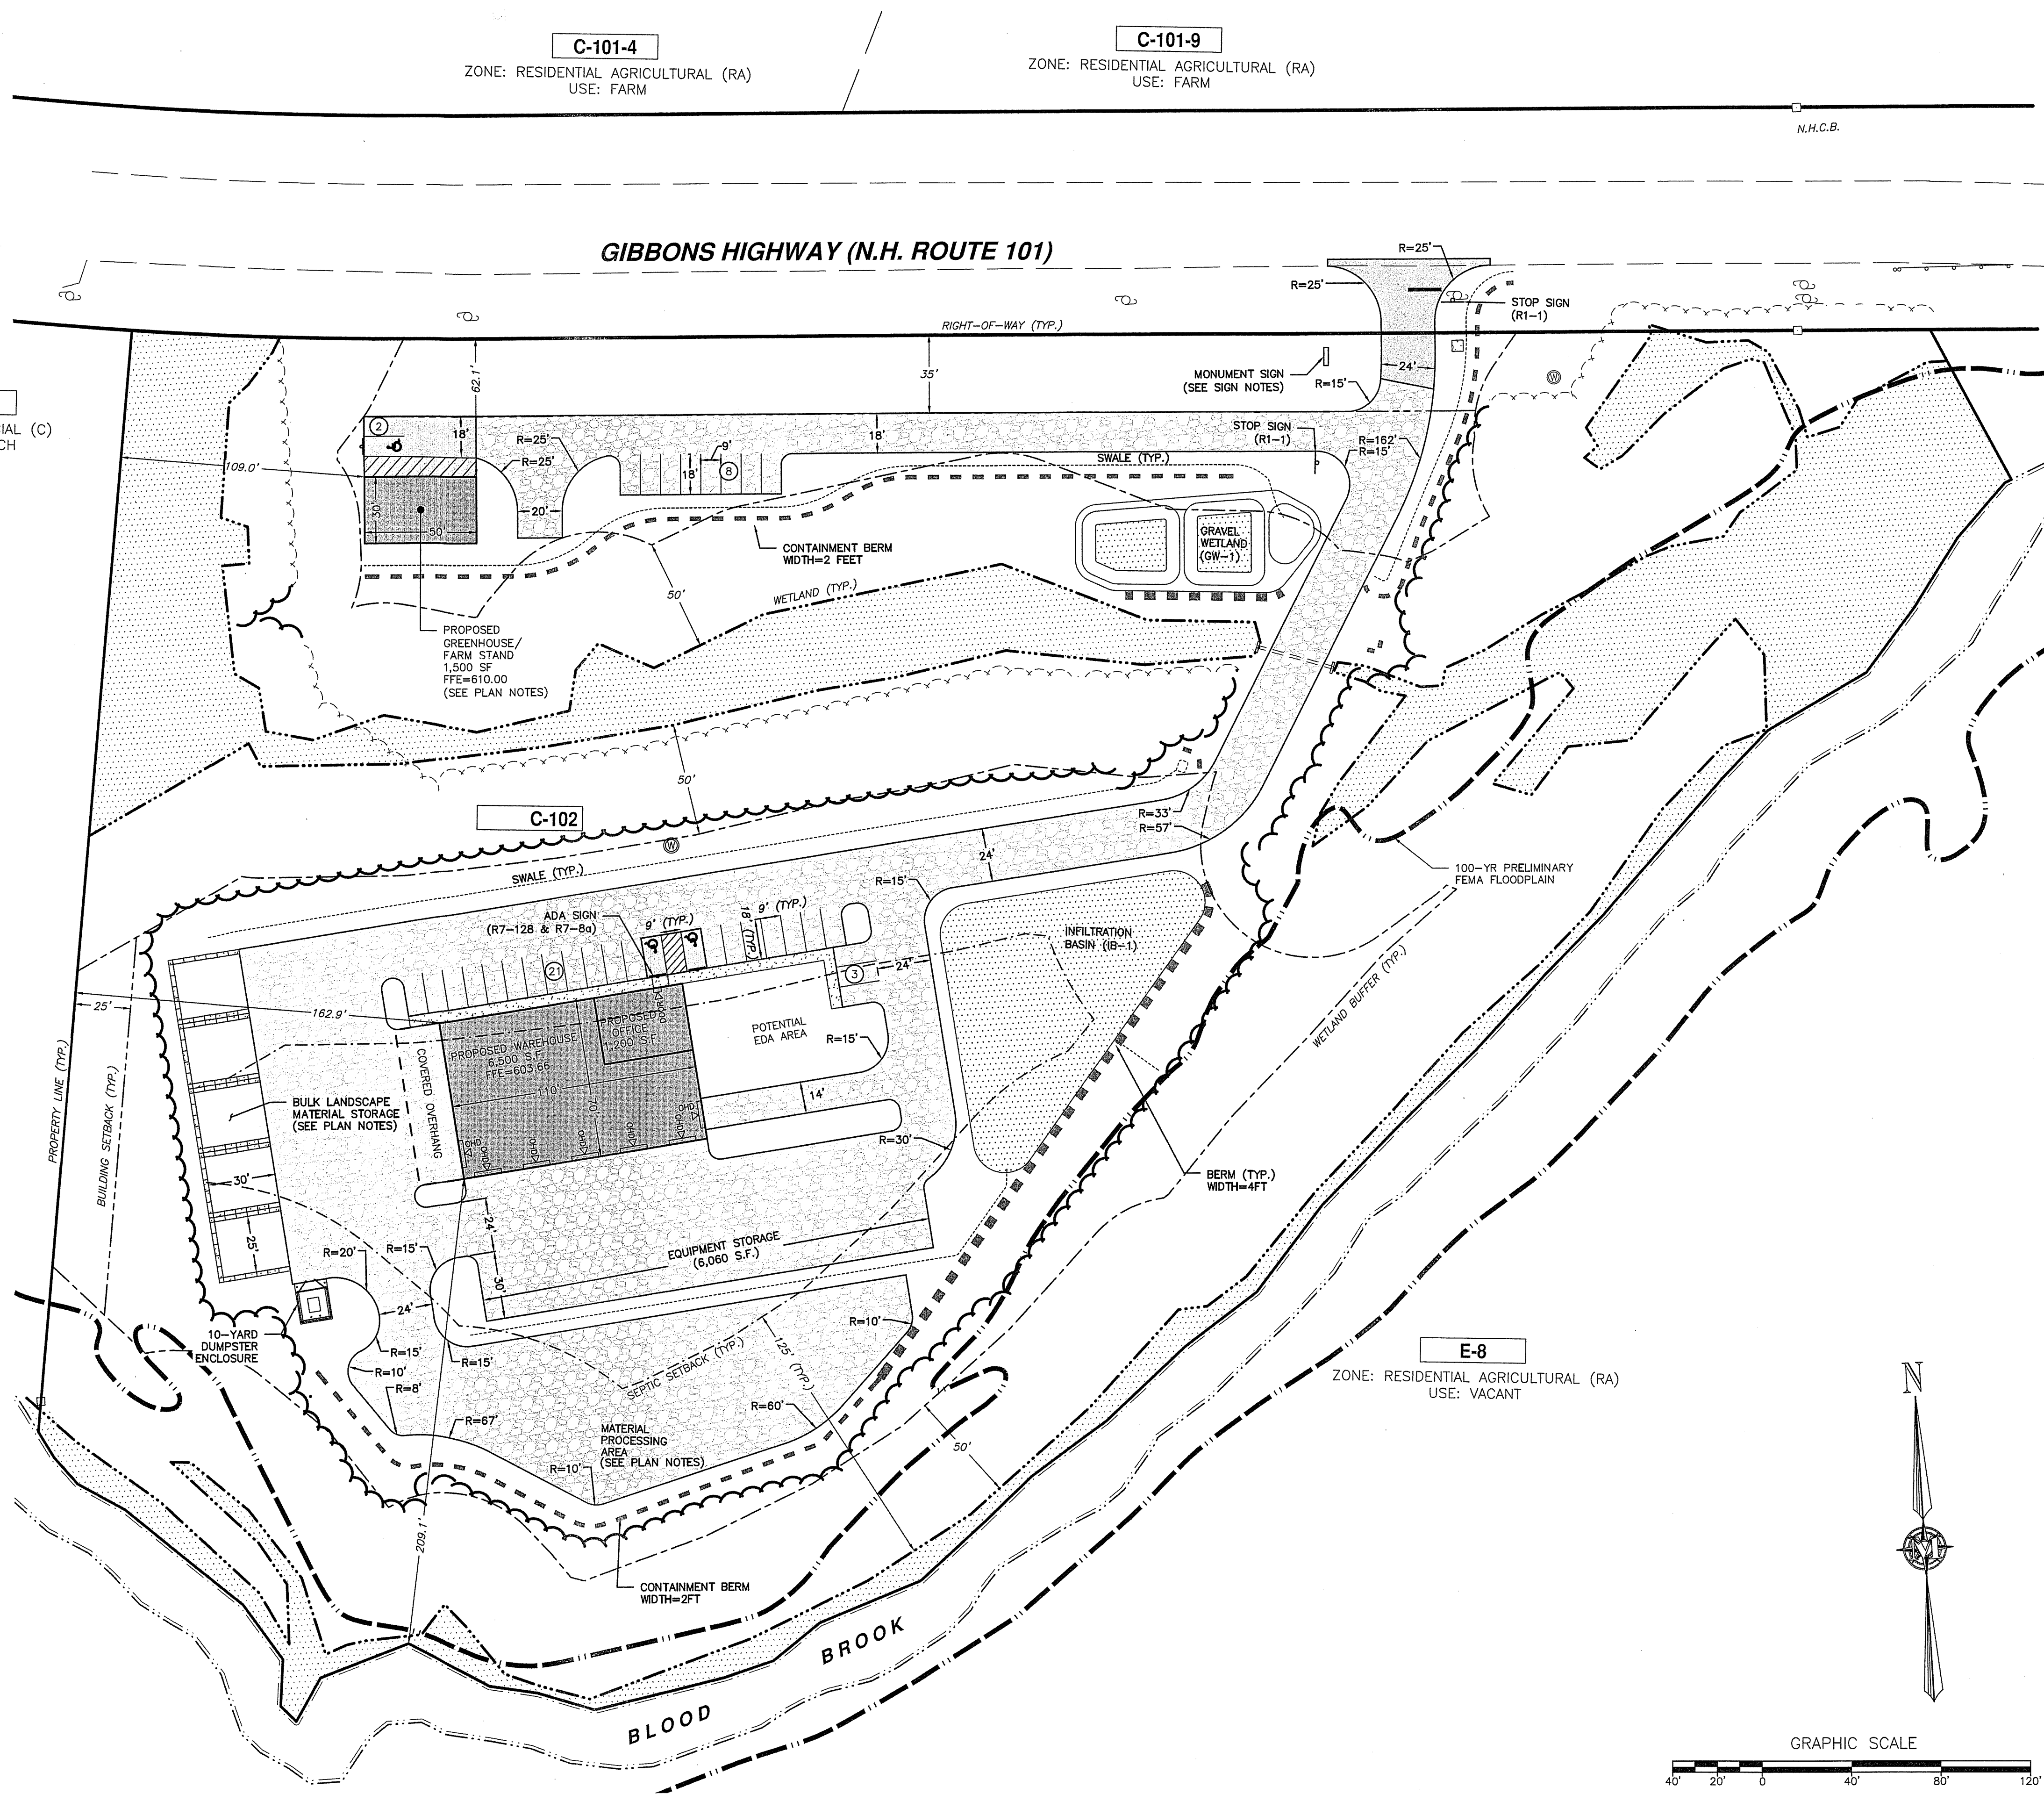 C-101-4
ZONE: RESIDENTIAL AGRICULTURAL (RA)
USE: FARM
C-101-9
ZONE: RESIDENTIAL AGRICULTURAL (RA)
USE: FARM
N.H.C.B.
GIBBONS HIGHWAY (N.H. ROUTE 101)
R=25'
R=25'
STOP SIGN
(R1-1)
RIGHT-OF-WAY (TYP.)
IAL (C)
CH
62.1'
35'
MONUMENT SIGN
(SEE SIGN NOTES)
24'
R=15'
2
18'
R=25'
R=25'
9'
18'
8
18'
STOP SIGN
(R1-1)
R=162'
R=15'
SWALE (TYP.)
109.0'
30'
50'
20'
CONTAINMENT BERM
WIDTH=2 FEET
GRAVEL
WETLAND
(GW-1)
50'
WETLAND (TYP.)
PROPOSED
GREENHOUSE/
FARM STAND
1,500 SF
FFE=610.00
(SEE PLAN NOTES)
50'
C-102
W
W
R=33'
R=57'
24'
SWALE (TYP.)
R=15'
100-YR PRELIMINARY
FEMA FLOODPLAIN
ADA SIGN
(R7-128 & R7-8a)
9' (TYP.)
18' (TYP.)
9' (TYP.)
INFILTRATION
BASIN (IB-1)
21
3
24'
WETLAND BUFFER (TYP.)
25'
162.9'
PROPERTY LINE (TYP.)
BUILDING SETBACK (TYP.)
COVERED OVERHANG
PROPOSED WAREHOUSE
6,500 S.F.
FFE=603.66
PROPOSED
OFFICE
1,200 S.F.
DOOR
POTENTIAL
EDA AREA
R=15'
110'
70'
14'
BULK LANDSCAPE
MATERIAL STORAGE
(SEE PLAN NOTES)
OHD
OHD
OHD
OHD
OHD
OHD
OHD
R=30'
BERM (TYP.)
WIDTH=4FT
30'
25'
24'
30'
EQUIPMENT STORAGE
(6,060 S.F.)
R=20'
R=15'
24'
10-YARD
DUMPSTER
ENCLOSURE
R=15'
R=10'
R=8'
R=15'
R=10'
SEPTIC SETBACK (TYP.)
125' (TYP.)
R=67'
R=60'
MATERIAL
PROCESSING
AREA
(SEE PLAN NOTES)
R=10'
50'
E-8
ZONE: RESIDENTIAL AGRICULTURAL (RA)
USE: VACANT
209.1'
CONTAINMENT BERM
WIDTH=2FT
BLOOD BROOK
N
GRAPHIC SCALE
40' 20' 0 40' 80' 120'